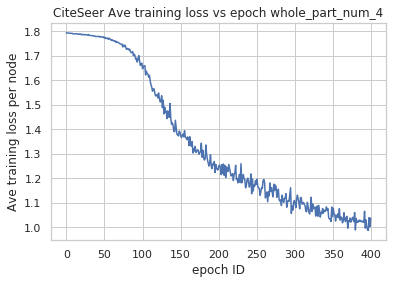 CiteSeer Ave training loss vs epoch whole_part_num_4
Ave training loss per node
1.8
1.7
1.6
1.5
1.4
1.3
1.2
1.1
1.0
0 50 100 150 200 250 300 350 400
epoch ID